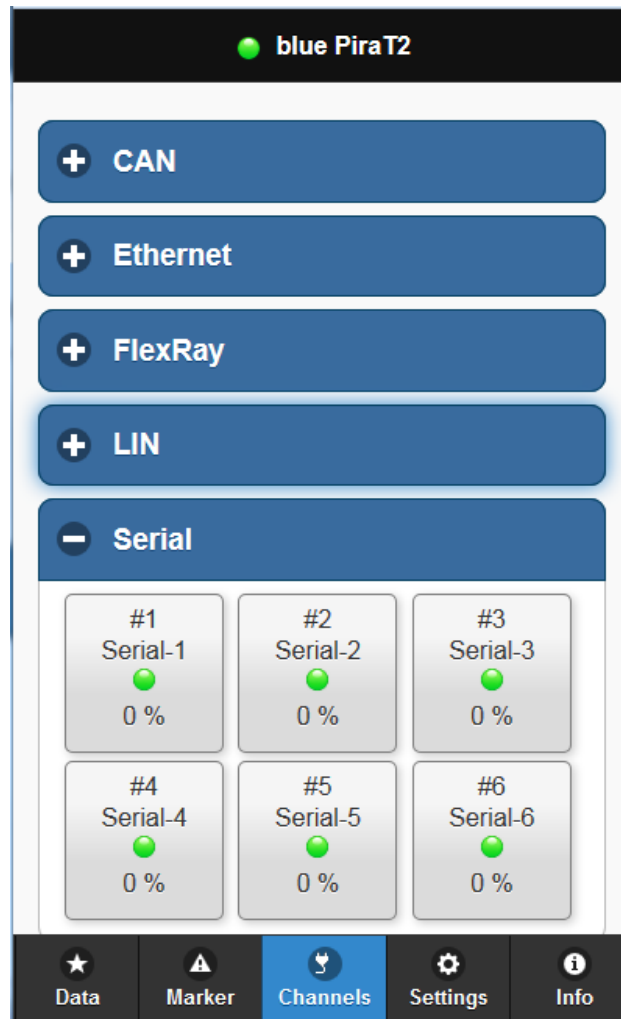 blue PiraT2
CAN
Ethernet
FlexRay
LIN
Serial
#1 #2 #3
Serial-1 Serial-2 Serial-3
0 % 0 % 0 %
#4 #5 #6
Serial-4 Serial-5 Serial-6
0 % 0 % 0 %
Data Marker Channels Settings Info